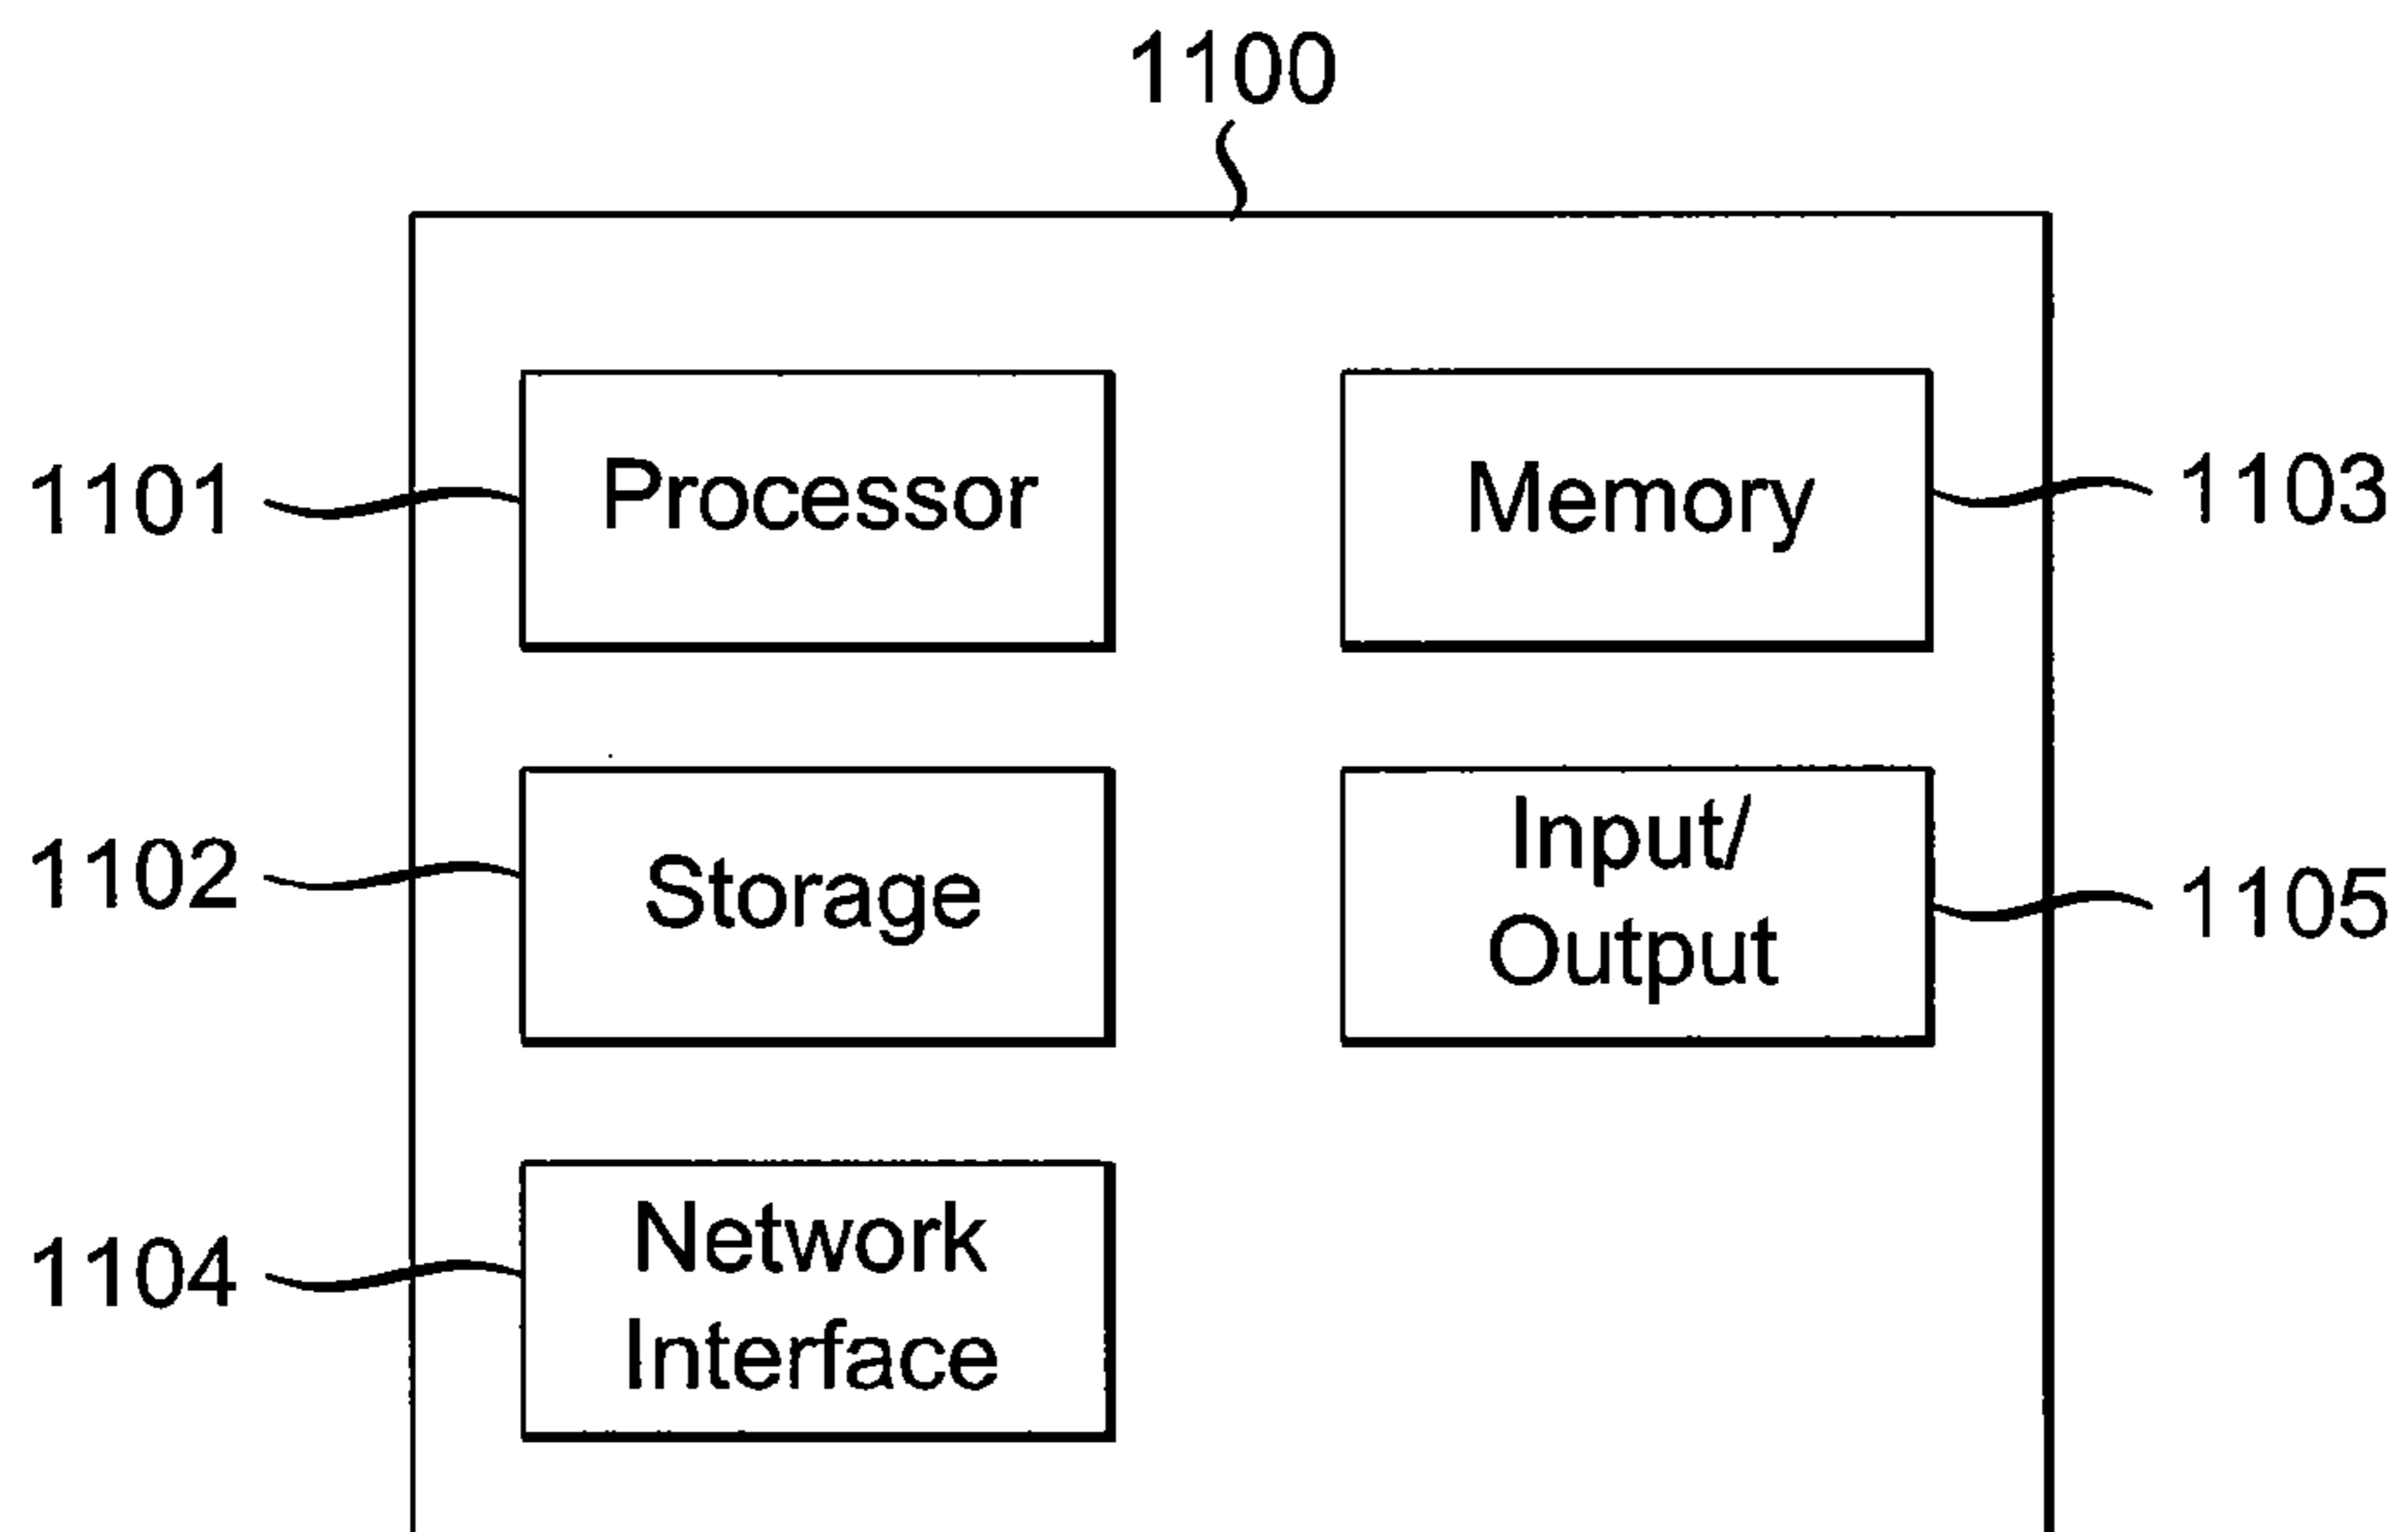 1100
1101
Processor
Memory
1103
1102
Storage
Input/
Output
1105
1104
Network
Interface